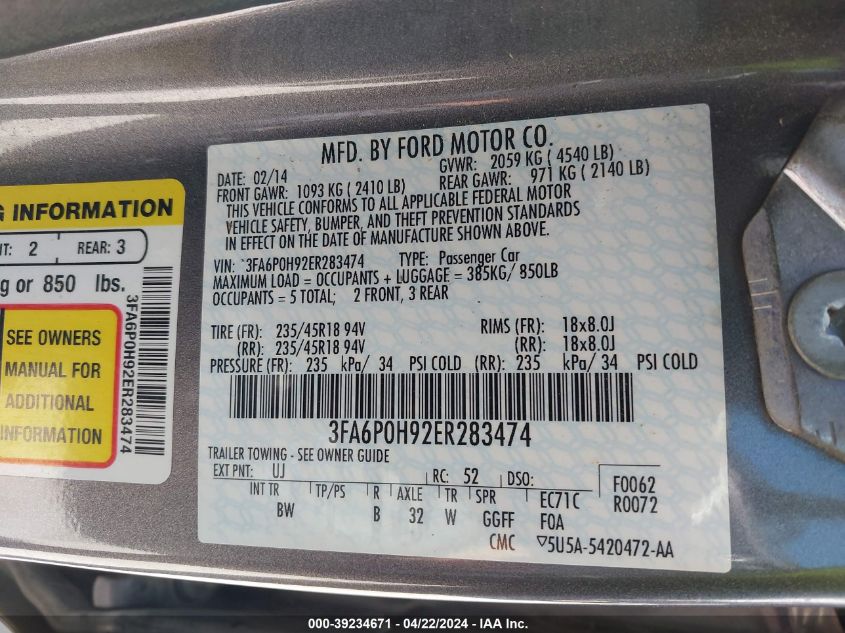 G INFORMATION
NT: 2 REAR: 3
g or 850 lbs.
SEE OWNERS
MANUAL FOR
ADDITIONAL
INFORMATION
3FA6P0H92ER283474
MFD. BY FORD MOTOR CO.
DATE: 02/14 GVWR: 2059 KG ( 4540 LB)
FRONT GAWR: 1093 KG ( 2410 LB) REAR GAWR: 971 KG ( 2140 LB)
THIS VEHICLE CONFORMS TO ALL APPLICABLE FEDERAL MOTOR
VEHICLE SAFETY, BUMPER, AND THEFT PREVENTION STANDARDS
IN EFFECT ON THE DATE OF MANUFACTURE SHOWN ABOVE.
VIN: 3FA6P0H92ER283474 TYPE: Passenger Car
MAXIMUM LOAD = OCCUPANTS + LUGGAGE = 385KG/ 850LB
OCCUPANTS = 5 TOTAL; 2 FRONT, 3 REAR
TIRE (FR): 235/45R18 94V RIMS (FR): 18x8.0J
(RR): 235/45R18 94V (RR): 18x8.0J
PRESSURE (FR): 235 kPa/ 34 PSI COLD (RR): 235 kPa/ 34 PSI COLD
3FA6P0H92ER283474
TRAILER TOWING - SEE OWNER GUIDE
EXT PNT: UJ RC: 52 DSO: F0062
R0072
INT TR TP/PS R AXLE TR SPR EC71C
BW B 32 W GGFF F0A
CMC ▽5U5A-5420472-AA
000-39234671 - 04/22/2024 - IAA Inc.